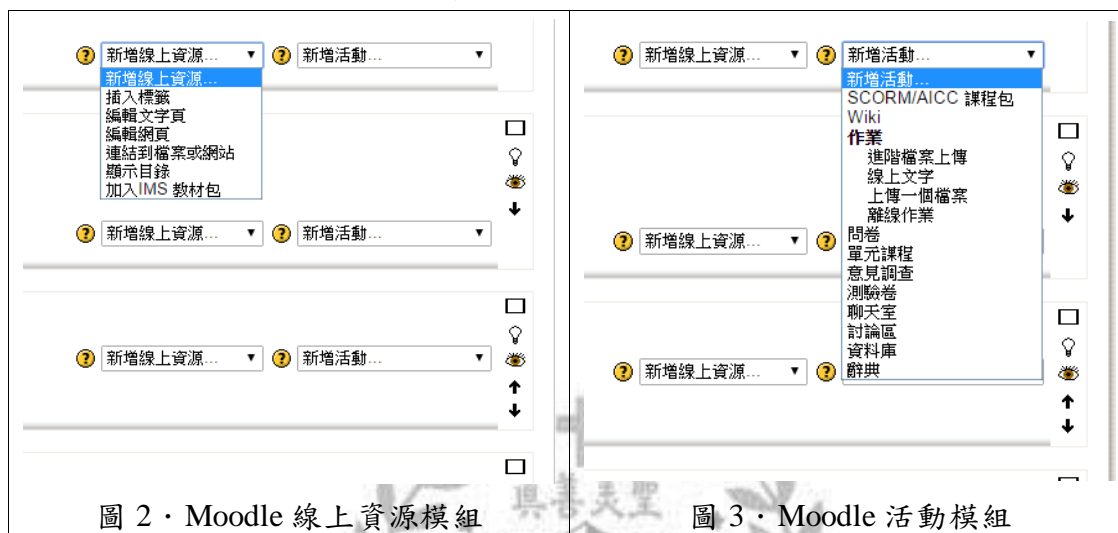 新增線上資源... 新增活動...
新增線上資源...
插入標籤
編輯文字頁
編輯網頁
連結到檔案或網站
顯示目錄
加入IMS 教材包
新增線上資源... 新增活動...
新增線上資源... 新增活動...
圖 2‧Moodle 線上資源模組
新增線上資源... 新增活動...
新增活動...
SCORM/AICC 課程包
Wiki
作業
進階檔案上傳
線上文字
上傳一個檔案
離線作業
問卷
單元課程
意見調查
測驗卷
聊天室
討論區
資料庫
辭典
新增線上資源...
新增線上資源...
圖 3‧Moodle 活動模組
真善美聖